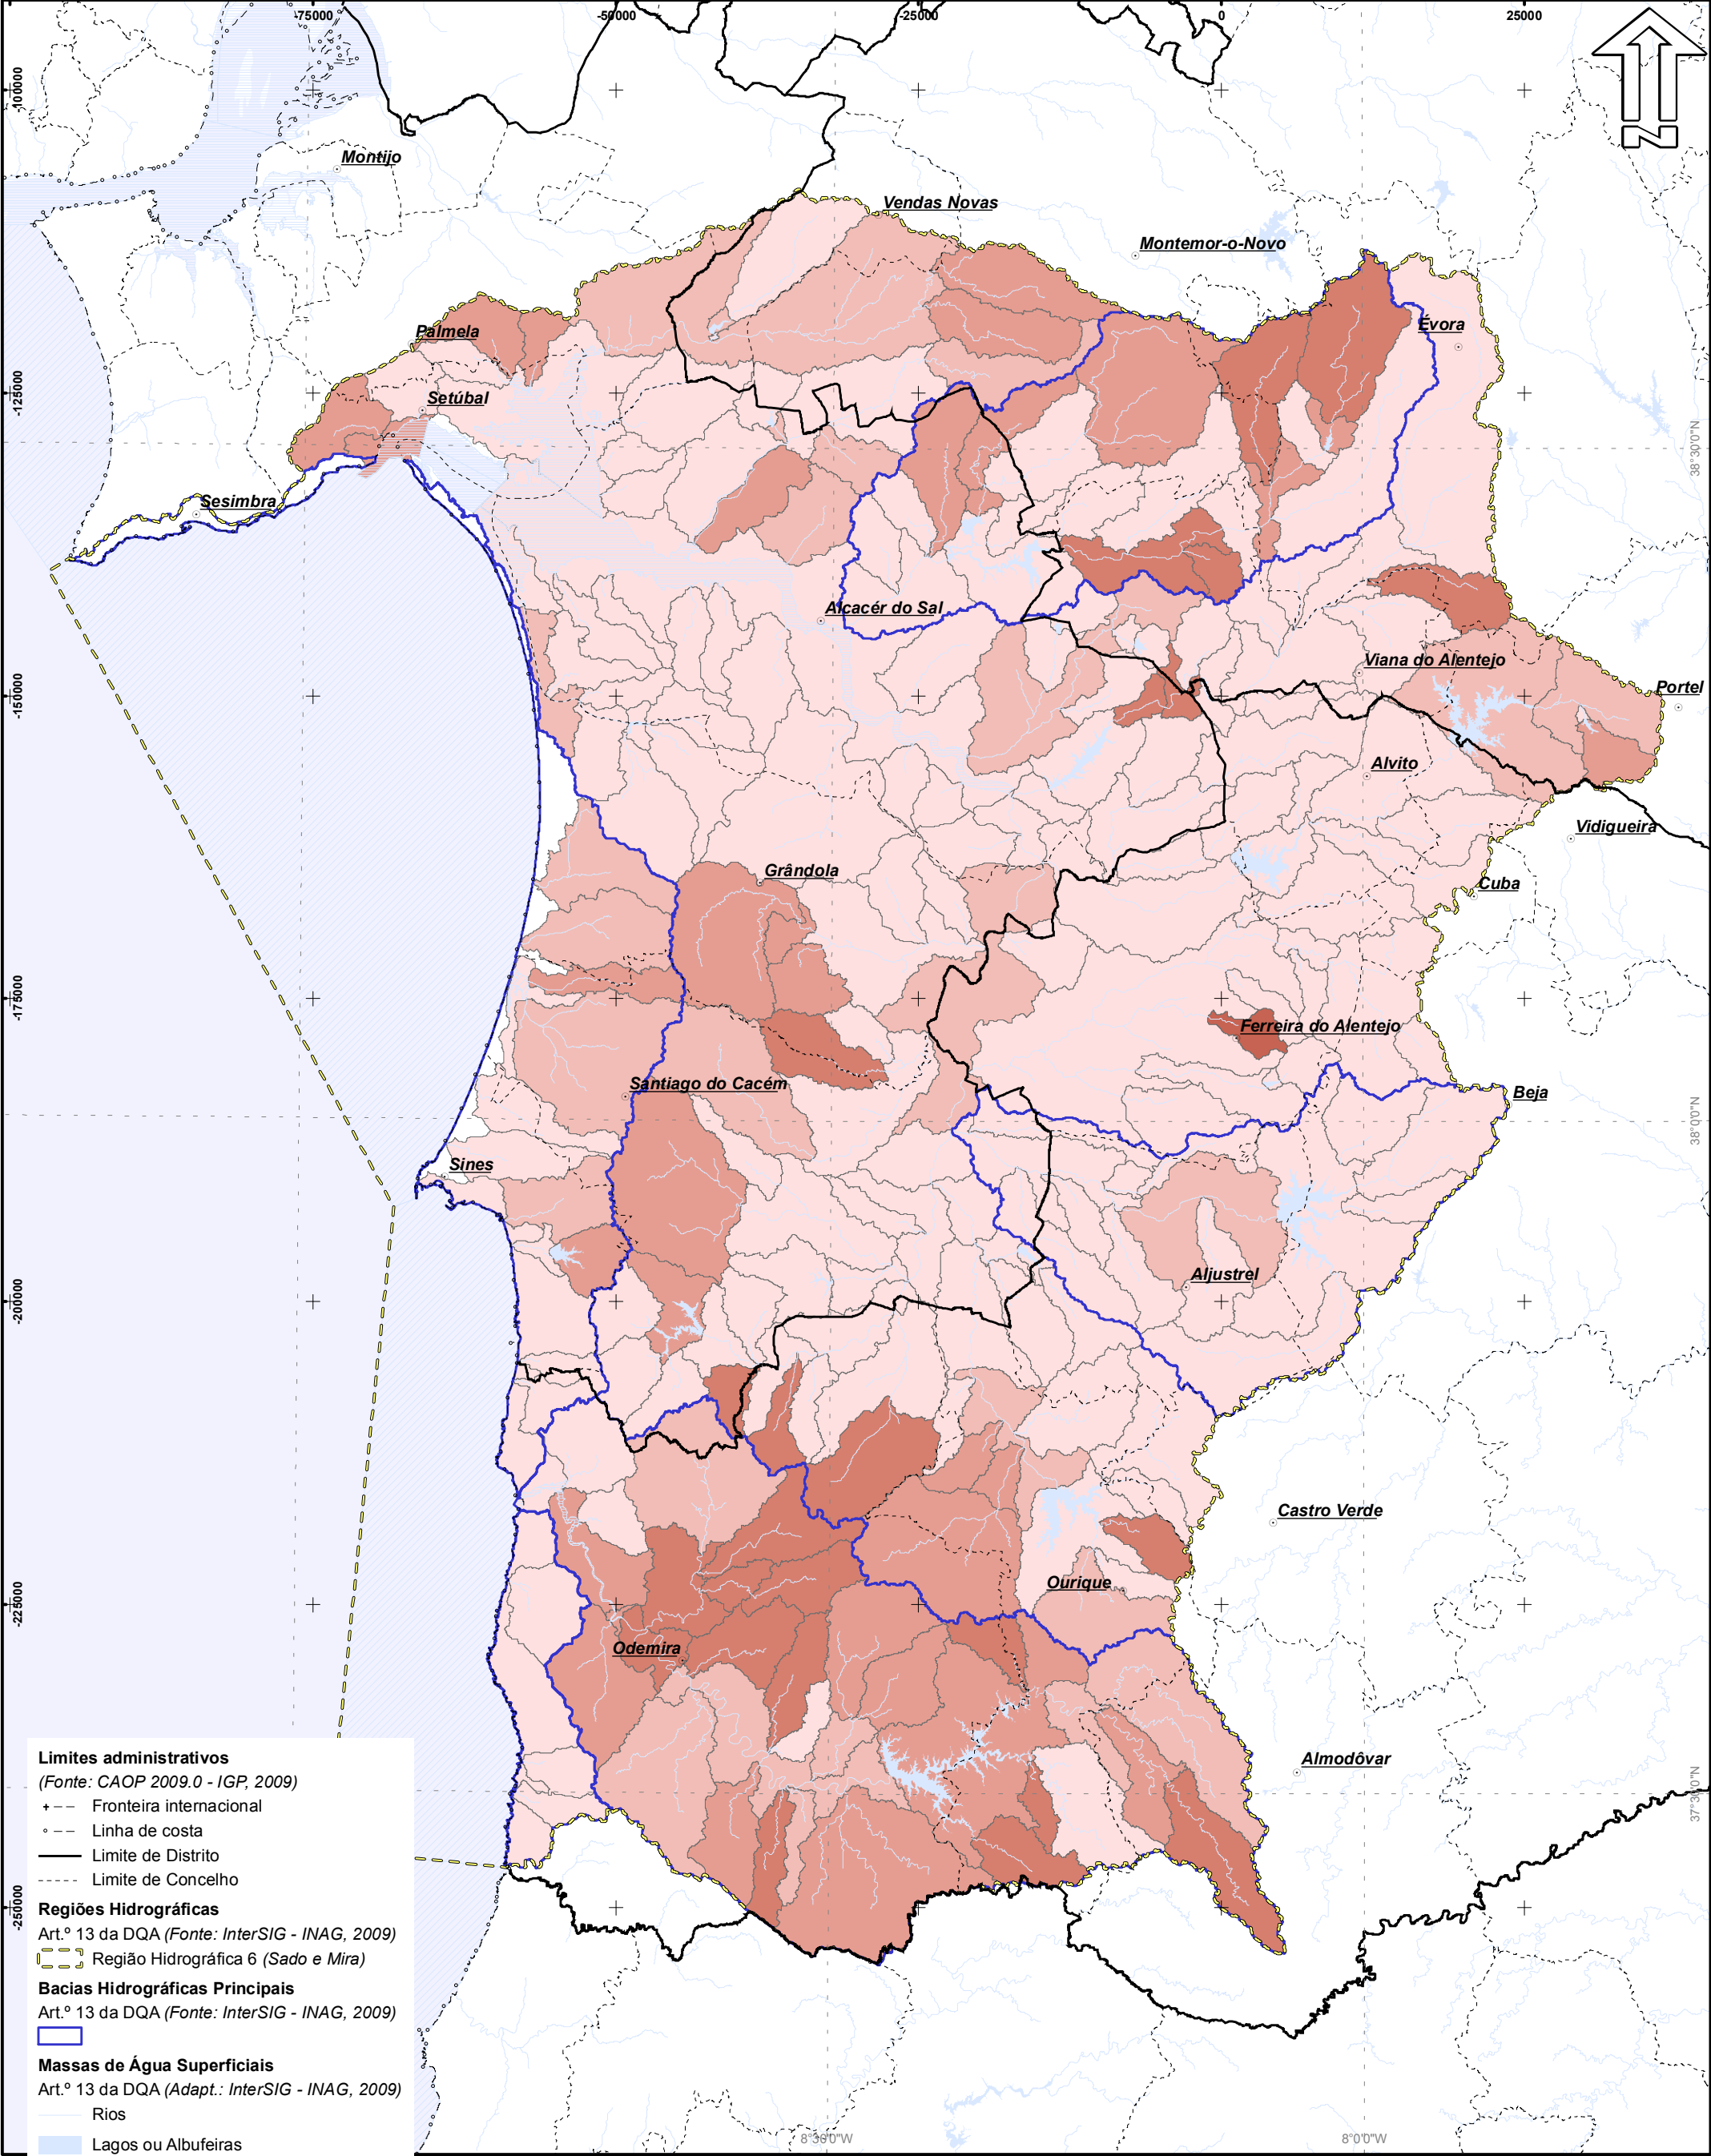 -75000 -50000 -25000 0 25000
-100000
-125000
-150000
-175000
-200000
-225000
-250000
N
Montijo
Vendas Novas
Montemor-o-Novo
Palmela
Évora
Setúbal
38°30'0"N
Sesimbra
Alcacér do Sal
Viana do Alentejo
Portel
Alvito
Vidigueira
Grândola
Cuba
Ferreira do Alentejo
Santiago do Cacém
Beja
38°0'0"N
Sines
Aljustrel
Castro Verde
Ourique
Odemira
Almodôvar
37°30'0"N
Limites administrativos
(Fonte: CAOP 2009.0 - IGP, 2009)
Fronteira internacional
Linha de costa
Limite de Distrito
Limite de Concelho
Regiões Hidrográficas
Art.º 13 da DQA (Fonte: InterSIG - INAG, 2009)
Região Hidrográfica 6 (Sado e Mira)
Bacias Hidrográficas Principais
Art.º 13 da DQA (Fonte: InterSIG - INAG, 2009)
Massas de Água Superficiais
Art.º 13 da DQA (Adapt.: InterSIG - INAG, 2009)
Rios
Lagos ou Albufeiras
8°30'0"W 8°0'0"W